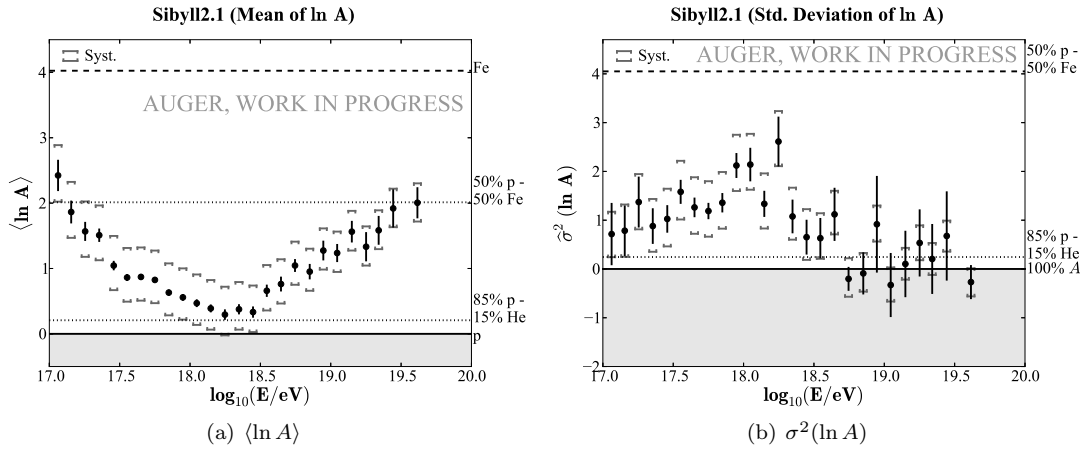 Sibyll2.1 (Mean of ln A)
Syst.
AUGER, WORK IN PROGRESS
Fe
50% p -
50% Fe
85% p -
15% He
p
4
3
2
1
0
17.0 17.5 18.0 18.5 19.0 19.5 20.0
⟨ln A⟩
log₁₀(E/eV)
(a) ⟨ln A⟩
Sibyll2.1 (Std. Deviation of ln A)
Syst.
AUGER, WORK IN PROGRESS
50% p -
50% Fe
85% p -
15% He
100% A
4
3
2
1
0
−1
−2
17.0 17.5 18.0 18.5 19.0 19.5 20.0
σ̂²(ln A)
log₁₀(E/eV)
(b) σ²(ln A)